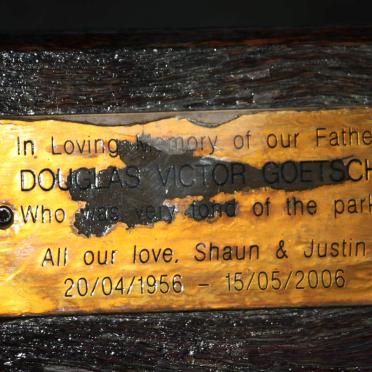 In Loving Memory of our Fathe
DOUGLAS VICTOR GOETSCH
Who was very fond of the park
All our love, Shaun & Justin
20/04/1956 - 15/05/2006